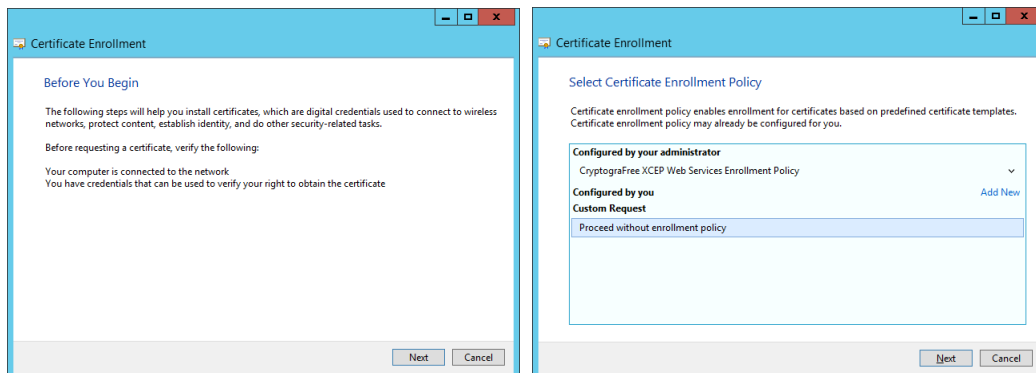 Certificate Enrollment
Before You Begin
The following steps will help you install certificates, which are digital credentials used to connect to wireless
networks, protect content, establish identity, and do other security-related tasks.
Before requesting a certificate, verify the following:
Your computer is connected to the network
You have credentials that can be used to verify your right to obtain the certificate
Next
Cancel
Certificate Enrollment
Select Certificate Enrollment Policy
Certificate enrollment policy enables enrollment for certificates based on predefined certificate templates.
Certificate enrollment policy may already be configured for you.
Configured by your administrator
CryptograFree XCEP Web Services Enrollment Policy
Configured by you Add New
Custom Request
Proceed without enrollment policy
Next
Cancel